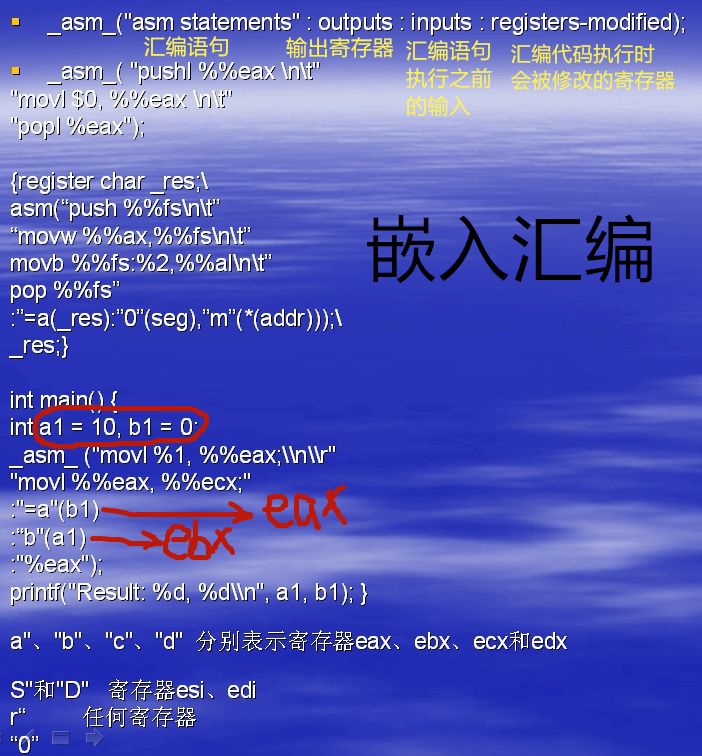 _asm_("asm statements" : outputs : inputs : registers-modified);
汇编语句 输出寄存器 汇编语句执行之前的输入 汇编代码执行时会被修改的寄存器
_asm_( "pushl %%eax \n\t"
"movl $0, %%eax \n\t"
"popl %eax");
{register char _res;\
asm(“push %%fs\n\t”
“movw %%ax,%%fs\n\t”
movb %%fs:%2,%%al\n\t”
pop %%fs”
:”=a(_res):”0”(seg),”m”(*(addr)));\
_res;}
嵌入汇编
int main() {
int a1 = 10, b1 = 0;
_asm_ ("movl %1, %%eax;\\n\\r"
"movl %%eax, %%ecx;"
:"=a"(b1) eax
:“b"(a1) ebx
:"%eax");
printf("Result: %d, %d\\n", a1, b1); }
a"、"b"、"c"、"d" 分别表示寄存器eax、ebx、ecx和edx
S"和"D" 寄存器esi、edi
r“ 任何寄存器
“0”